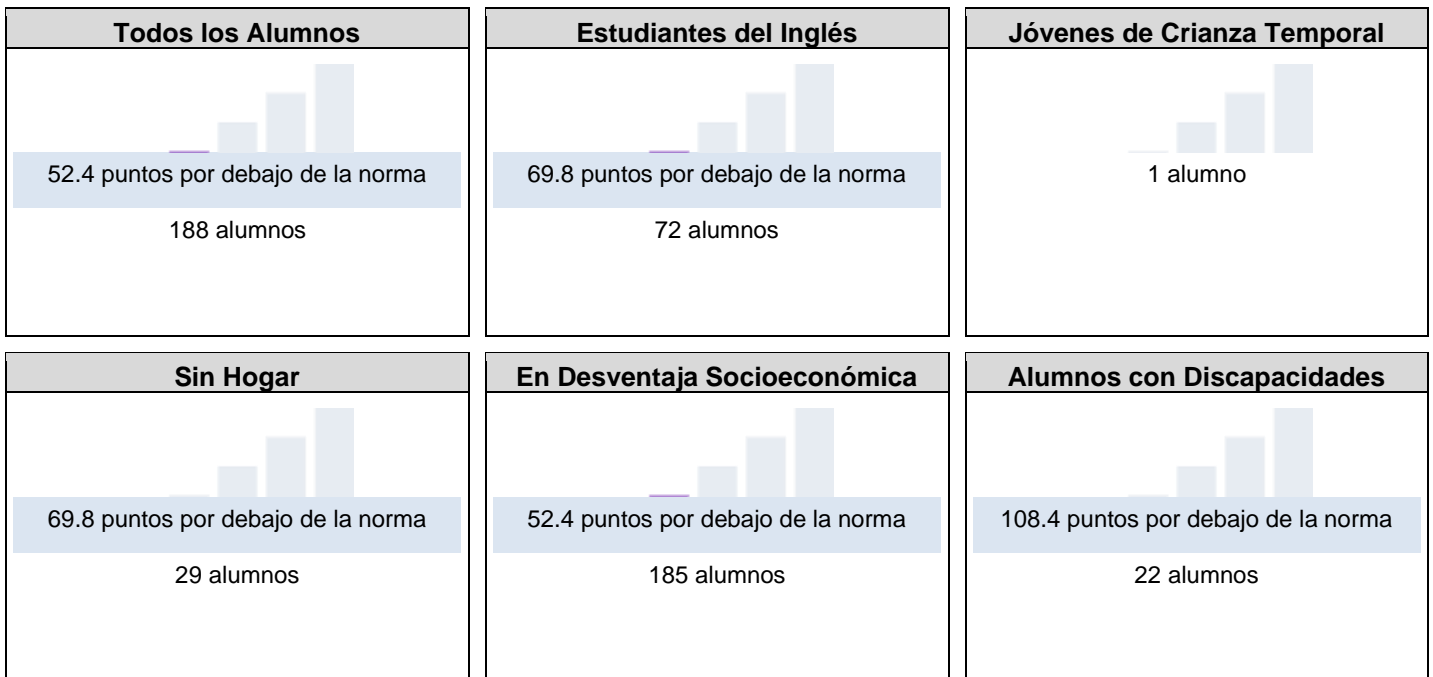 Todos los Alumnos
52.4 puntos por debajo de la norma
188 alumnos
Estudiantes del Inglés
69.8 puntos por debajo de la norma
72 alumnos
Jóvenes de Crianza Temporal
1 alumno
Sin Hogar
69.8 puntos por debajo de la norma
29 alumnos
En Desventaja Socioeconómica
52.4 puntos por debajo de la norma
185 alumnos
Alumnos con Discapacidades
108.4 puntos por debajo de la norma
22 alumnos